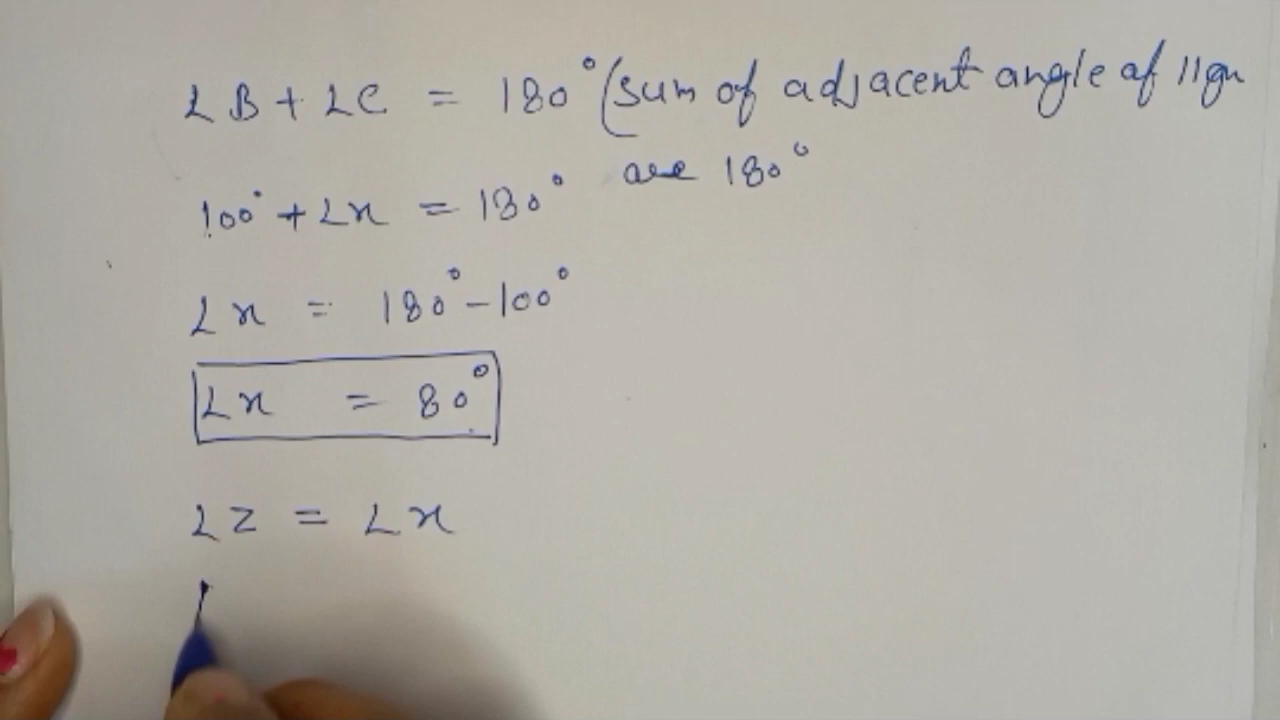 ∠B + ∠C = 180° (sum of adjacent angle of ||gm
are 180°
100° + ∠x = 180°
∠x = 180° - 100°
∠x = 80°
∠z = ∠x